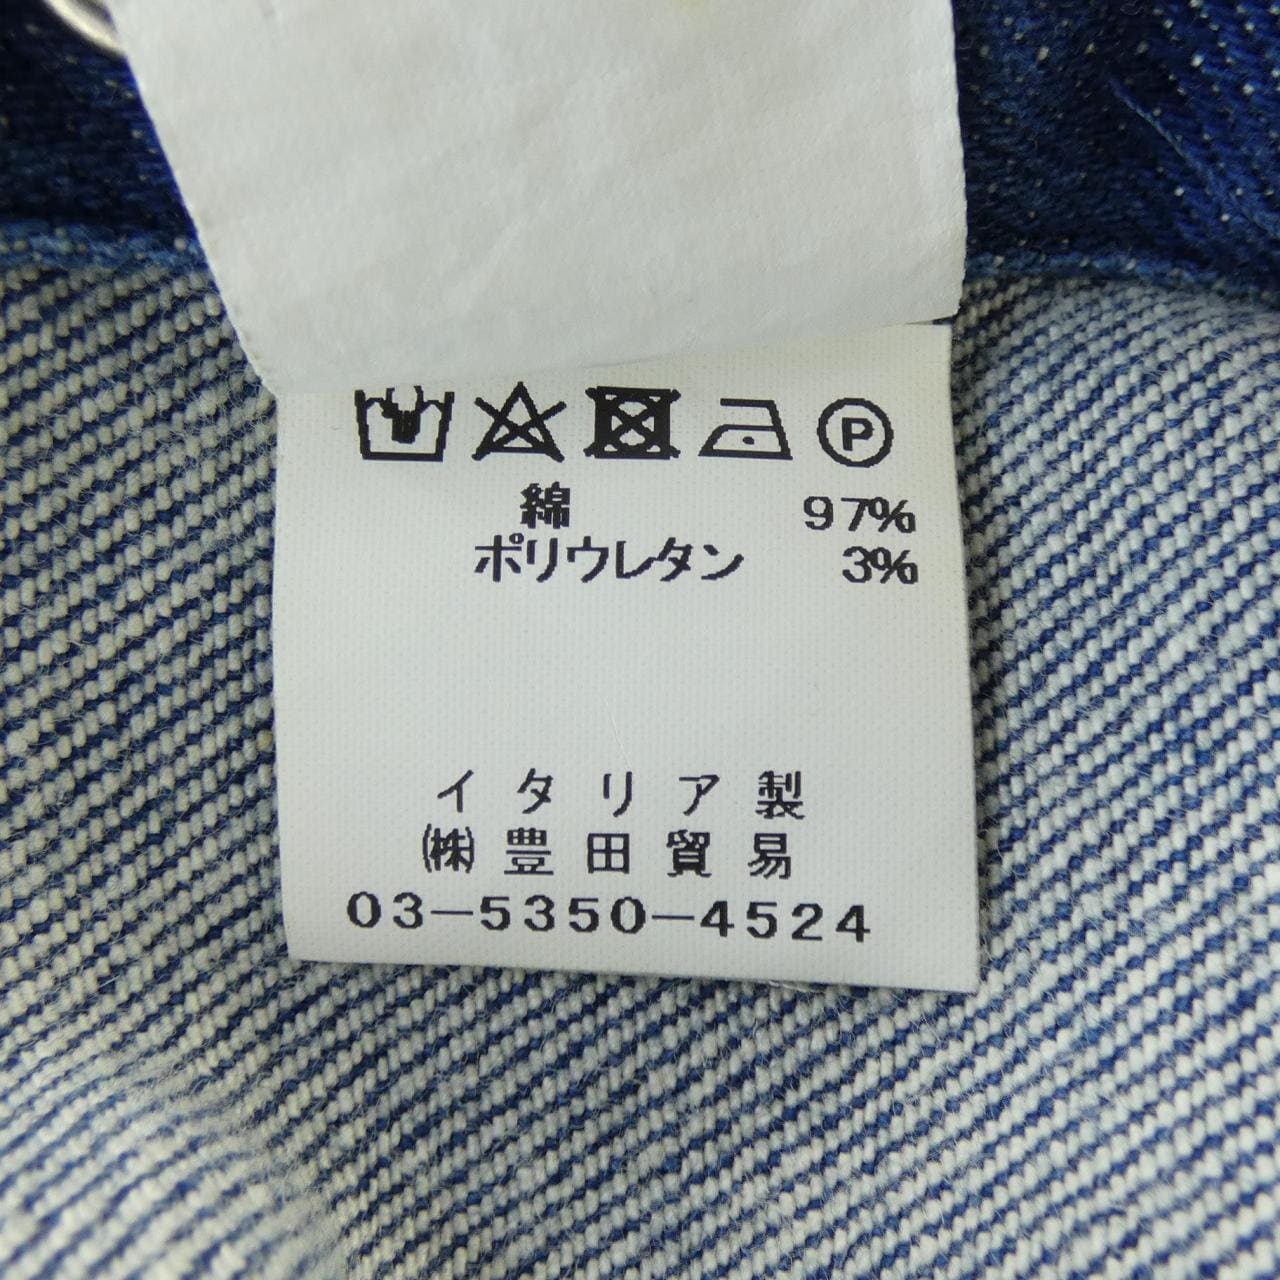 P
綿 97%
ポリウレタン 3%
イタリア製
㈱豊田貿易
03-5350-4524